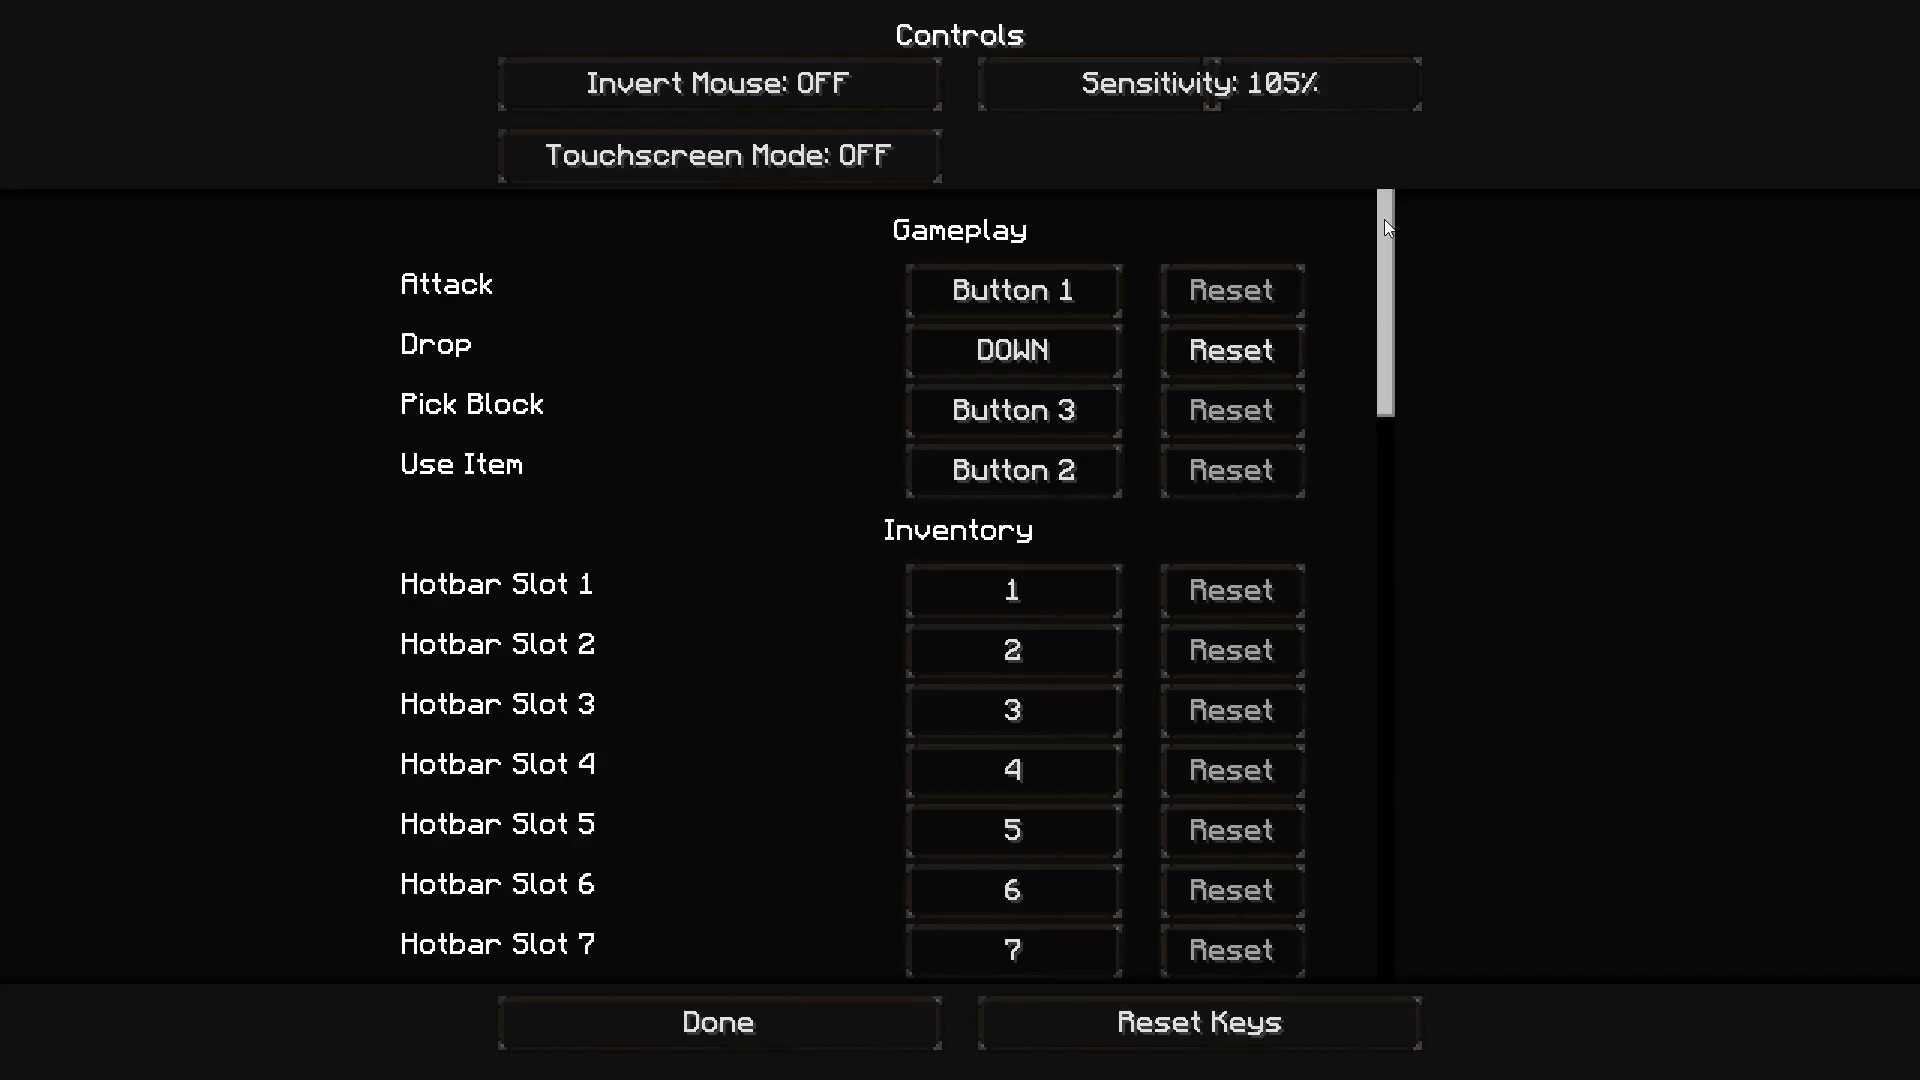 Controls
Invert Mouse: OFF
Sensitivity: 105%
Touchscreen Mode: OFF
Gameplay
Attack Button 1 Reset
Drop DOWN Reset
Pick Block Button 3 Reset
Use Item Button 2 Reset
Inventory
Hotbar Slot 1 1 Reset
Hotbar Slot 2 2 Reset
Hotbar Slot 3 3 Reset
Hotbar Slot 4 4 Reset
Hotbar Slot 5 5 Reset
Hotbar Slot 6 6 Reset
Hotbar Slot 7 7 Reset
Done
Reset Keys